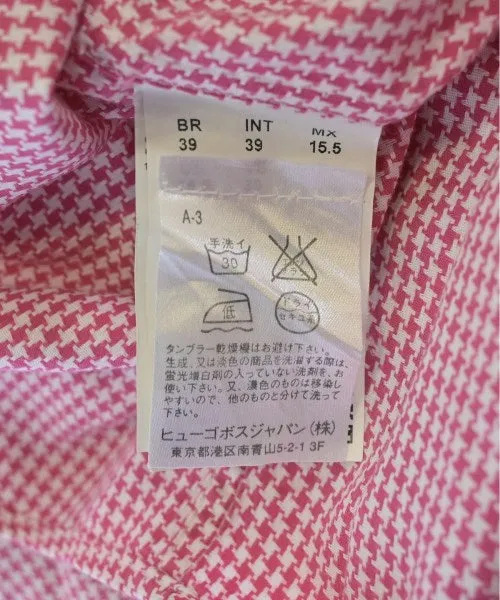 BR INT MX
39 39 15.5
A-3
手洗イ
30
エンソ サラシ
低
ドライ
セキユ系
タンブラー乾燥機はお避け下さい。
生成、又は淡色の商品を洗濯する際は、
蛍光増白剤の入っていない洗剤を、お
使い下さい。又、濃色のものは移染し
やすいので、他のものと分けて洗って
下さい。
ヒューゴボスジャパン(株)
東京都港区南青山5-2-1 3F